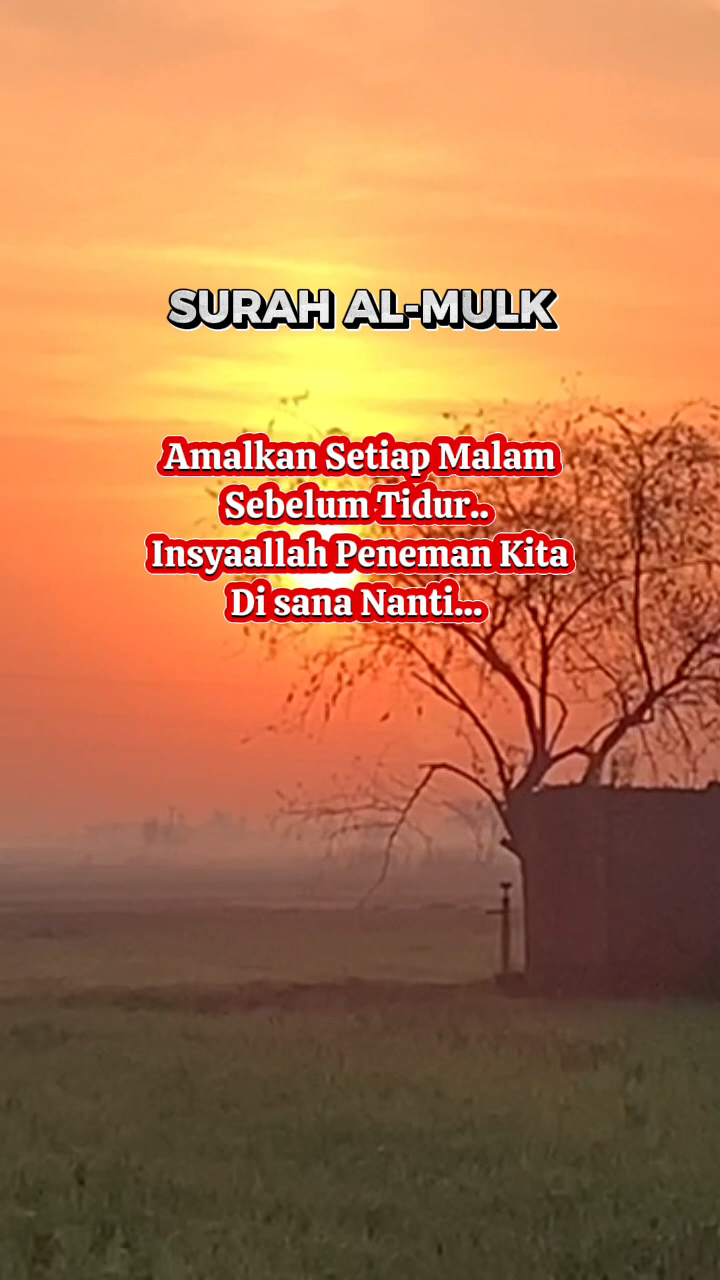 SURAH AL-MULK
Amalkan Setiap Malam
Sebelum Tidur..
Insyaallah Peneman Kita
Di sana Nanti...